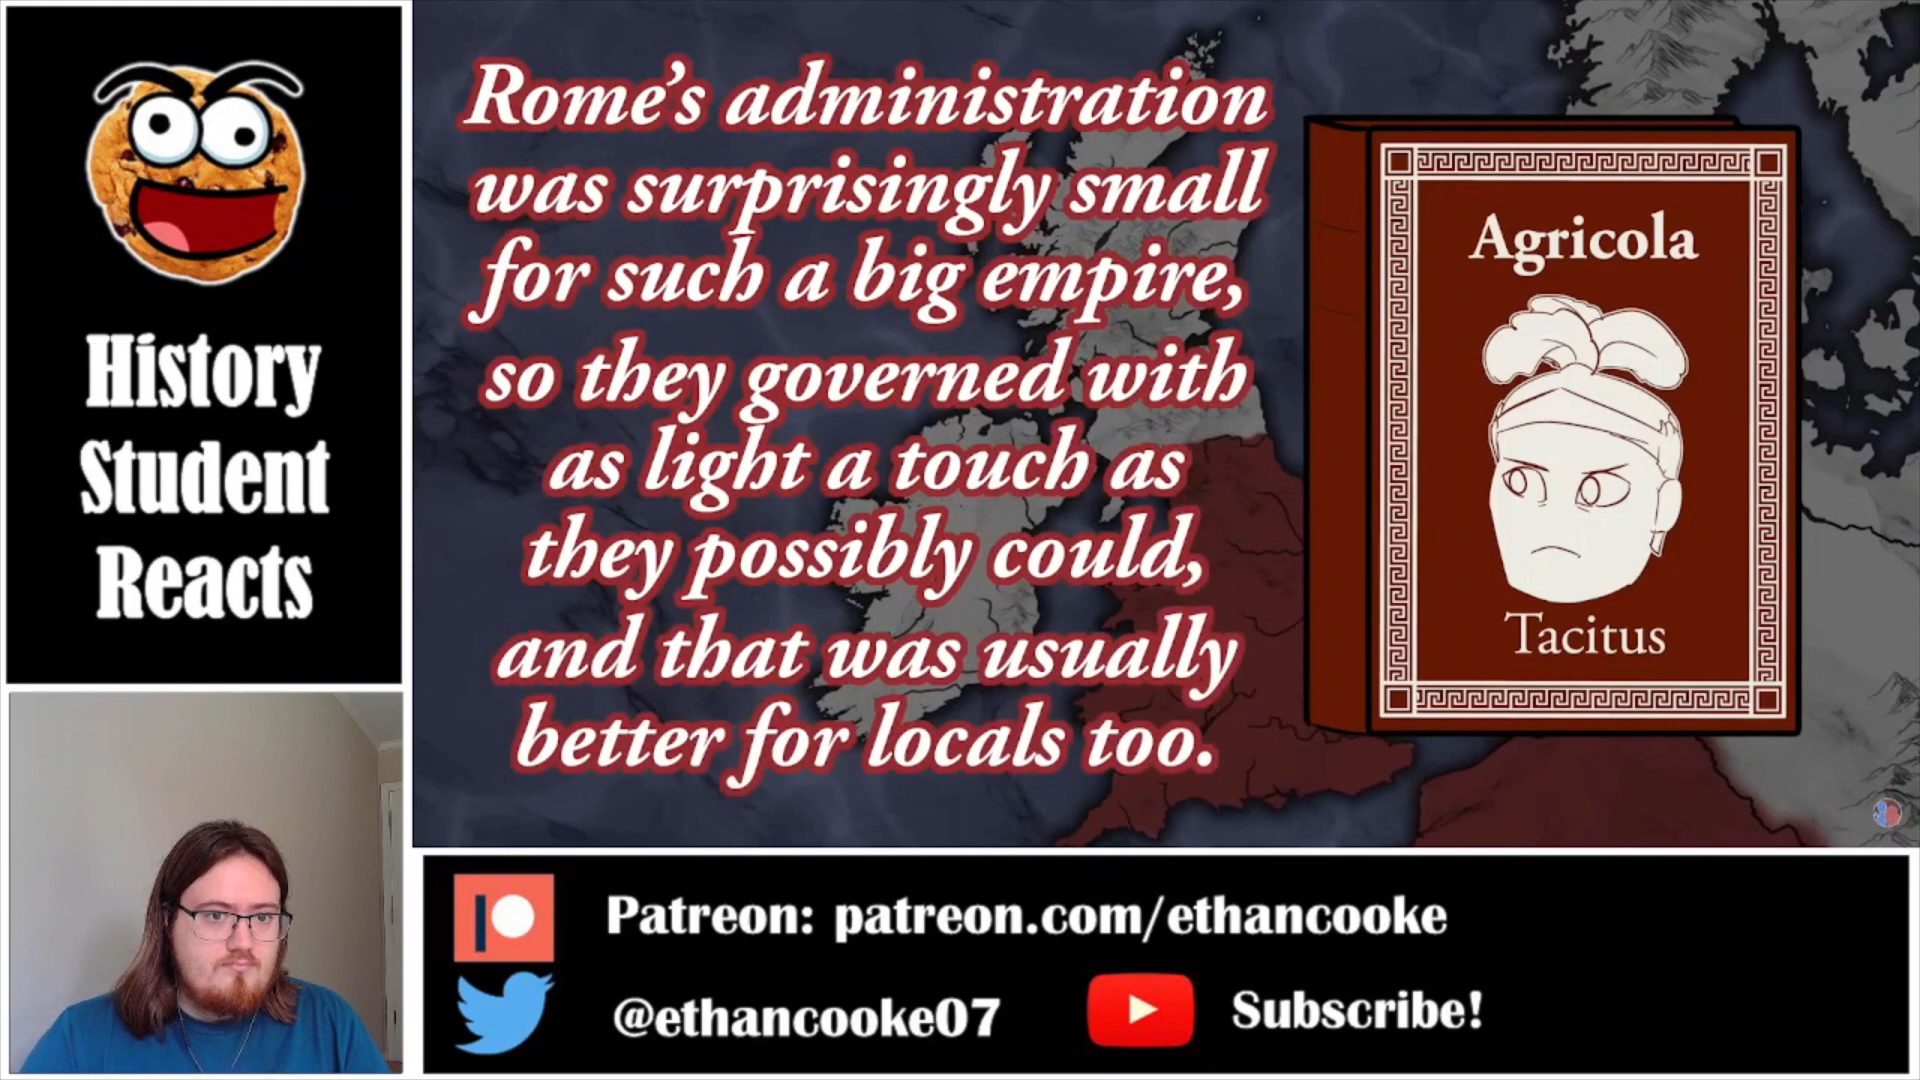 History
Student
Reacts
Rome's administration
was surprisingly small
for such a big empire,
so they governed with
as light a touch as
they possibly could,
and that was usually
better for locals too.
Agricola
Tacitus
Patreon: patreon.com/ethancooke
@ethancooke07
Subscribe!